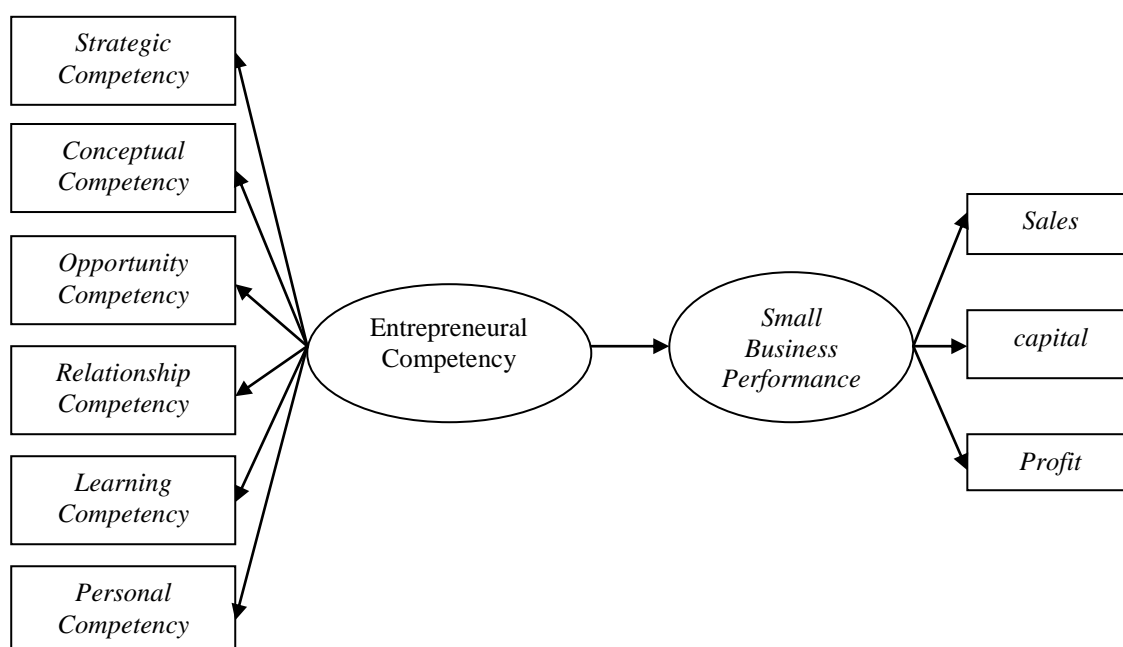 Strategic
Competency
Conceptual
Competency
Opportunity
Competency
Relationship
Competency
Learning
Competency
Personal
Competency
Entrepreneural
Competency
Small
Business
Performance
Sales
capital
Profit